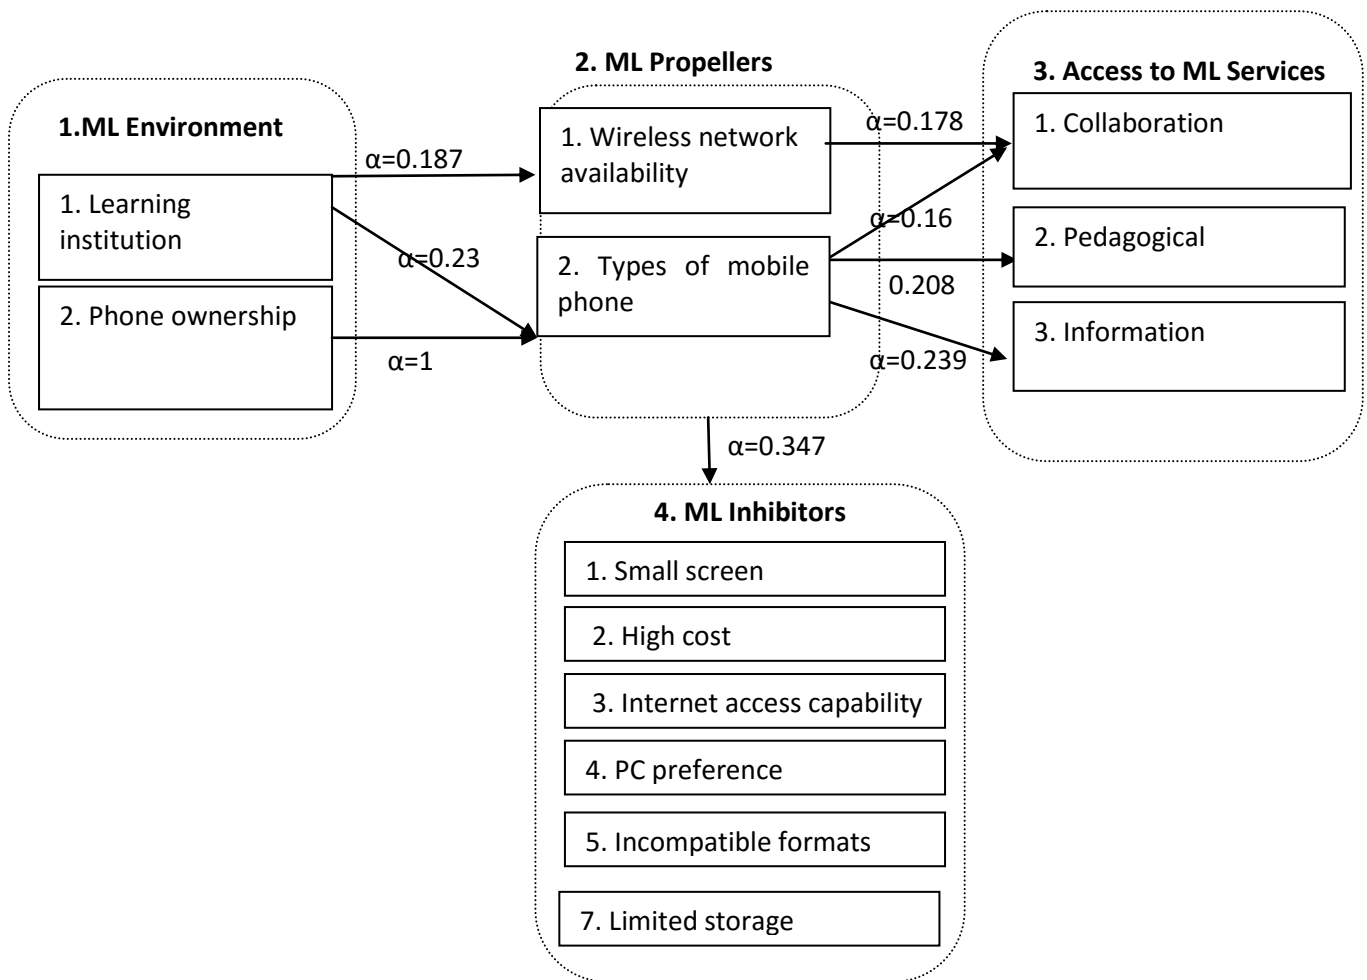 1.ML Environment
1. Learning
institution
2. Phone ownership
α=0.187
α=0.23
α=1
2. ML Propellers
1. Wireless network
availability
2. Types of mobile
phone
α=0.178
α=0.16
0.208
α=0.239
3. Access to ML Services
1. Collaboration
2. Pedagogical
3. Information
α=0.347
4. ML Inhibitors
1. Small screen
2. High cost
3. Internet access capability
4. PC preference
5. Incompatible formats
7. Limited storage